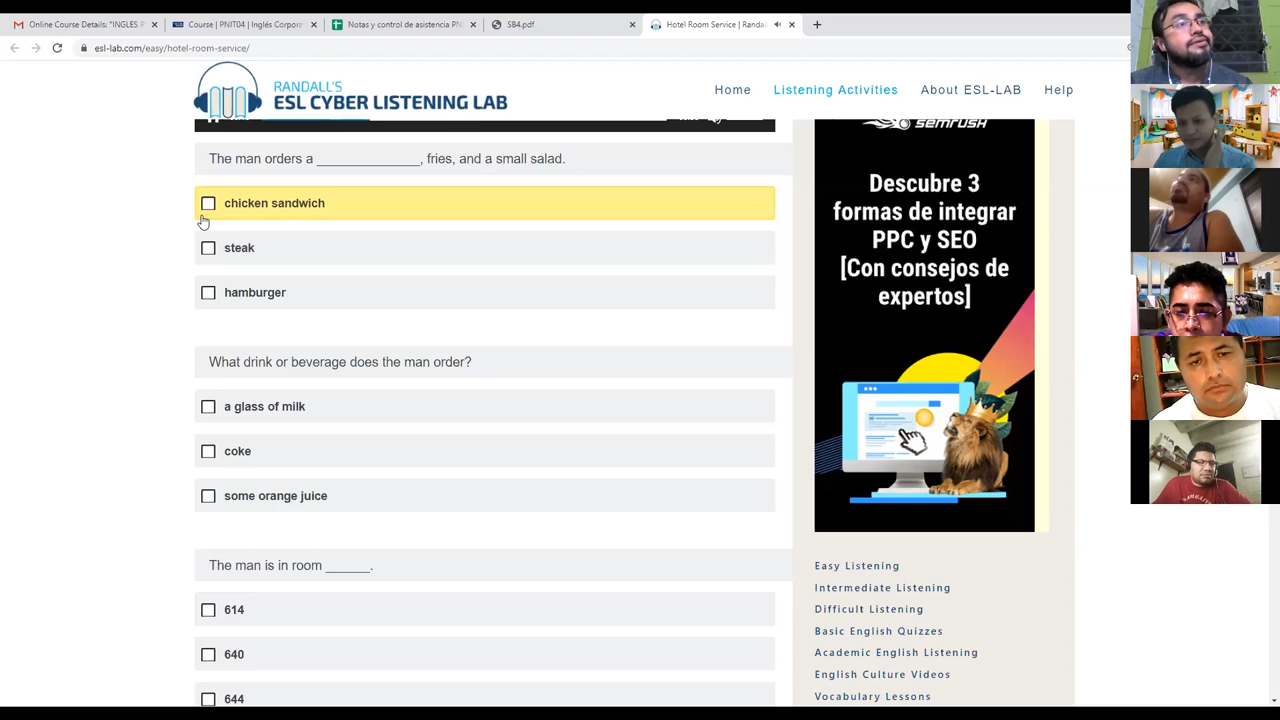 Online Course Details: "INGLES P
Course | PNIT04 | Inglés Corpor
Notas y control de asistencia PN
SB4.pdf
Hotel Room Service | Randal
esl-lab.com/easy/hotel-room-service/
RANDALL'S
ESL CYBER LISTENING LAB
Home
Listening Activities
About ESL-LAB
Help
The man orders a ________________, fries, and a small salad.
chicken sandwich
steak
hamburger
What drink or beverage does the man order?
a glass of milk
coke
some orange juice
The man is in room ______.
614
640
644
SEMRUSH
Descubre 3
formas de integrar
PPC y SEO
[Con consejos de
expertos]
Easy Listening
Intermediate Listening
Difficult Listening
Basic English Quizzes
Academic English Listening
English Culture Videos
Vocabulary Lessons